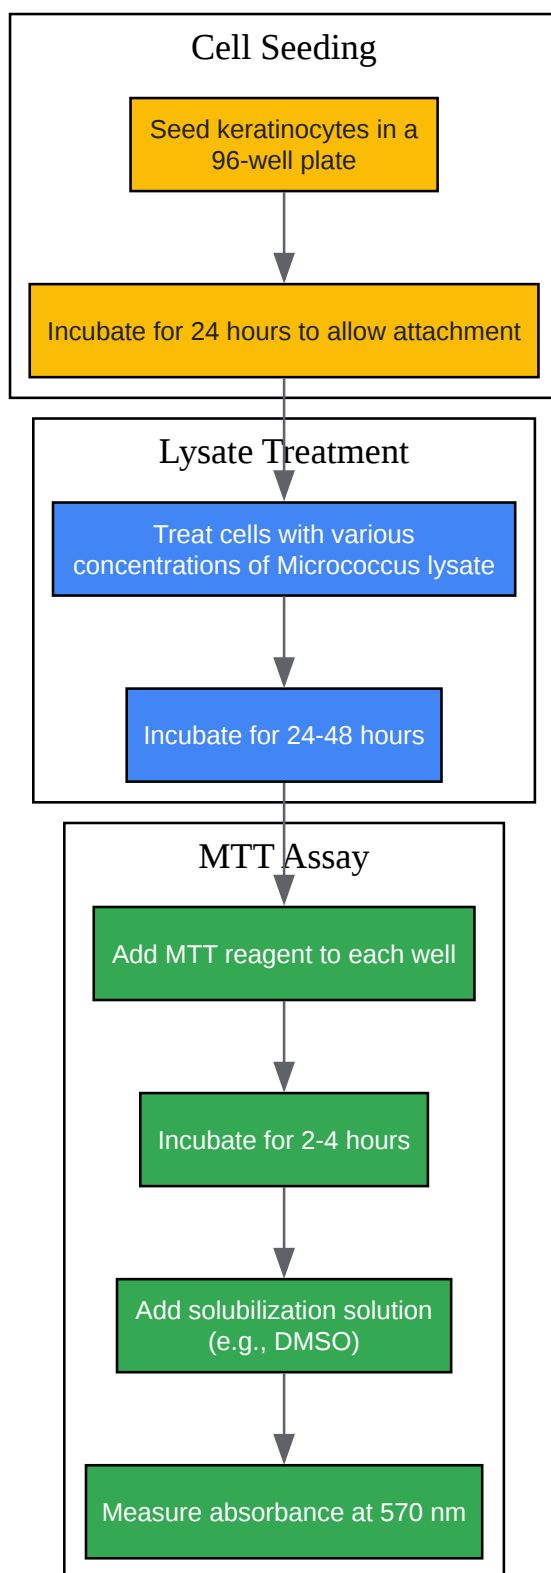 Cell Seeding
Seed keratinocytes in a
96-well plate
Incubate for 24 hours to allow attachment
Lysate Treatment
Treat cells with various
concentrations of Micrococcus lysate
Incubate for 24-48 hours
MTT Assay
Add MTT reagent to each well
Incubate for 2-4 hours
Add solubilization solution
(e.g., DMSO)
Measure absorbance at 570 nm